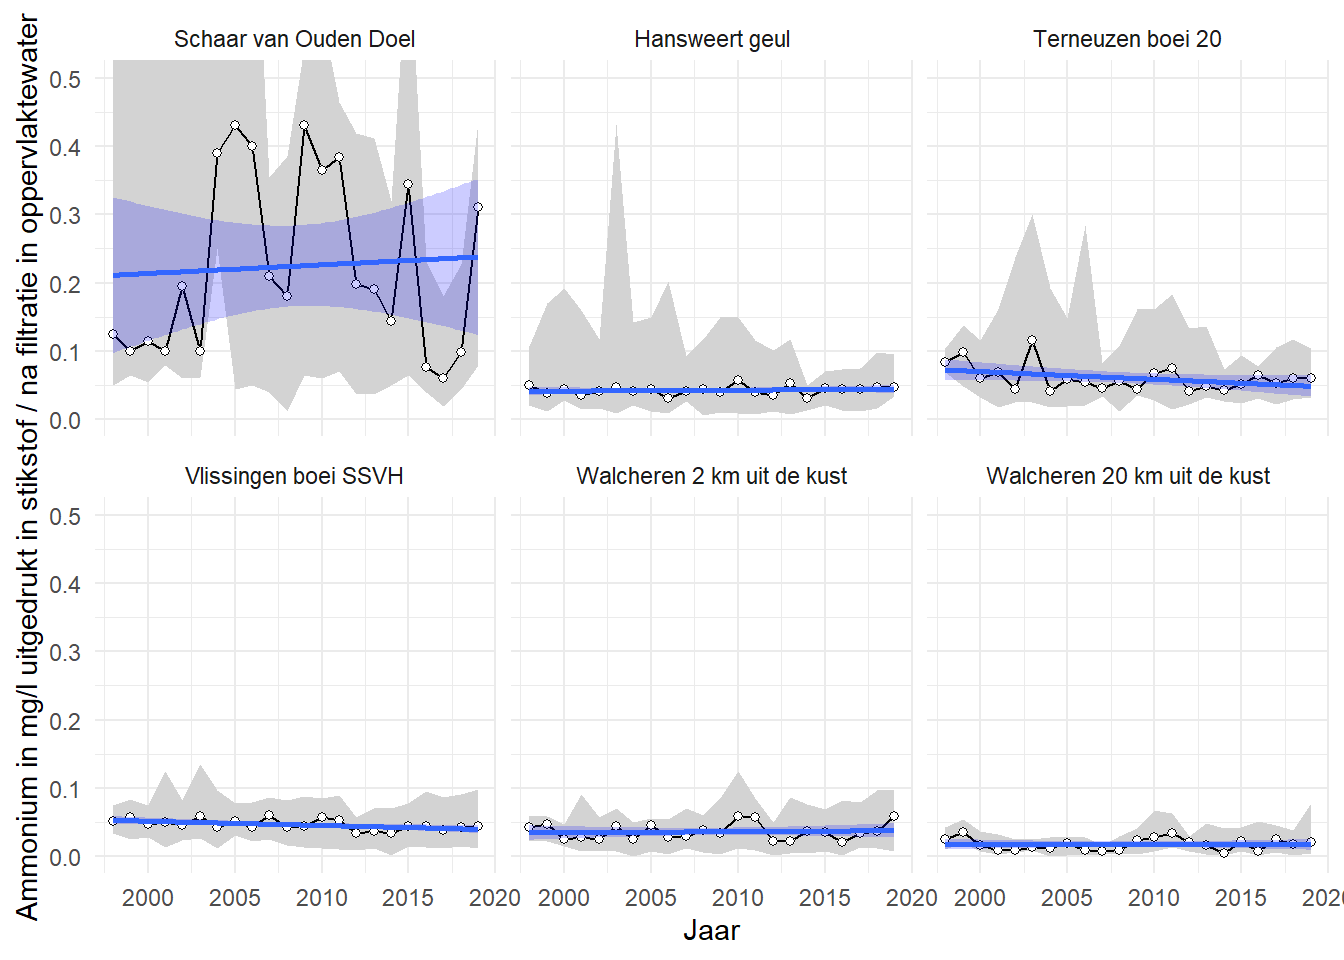 Ammonium in mg/l uitgedrukt in stikstof / na filtratie in oppervlaktewater
Schaar van Ouden Doel
Hansweert geul
Terneuzen boei 20
0.5
0.4
0.3
0.2
0.1
0.0
Vlissingen boei SSVH
Walcheren 2 km uit de kust
Walcheren 20 km uit de kust
0.5
0.4
0.3
0.2
0.1
0.0
2000 2005 2010 2015 2020 2000 2005 2010 2015 2020 2000 2005 2010 2015 2020
Jaar